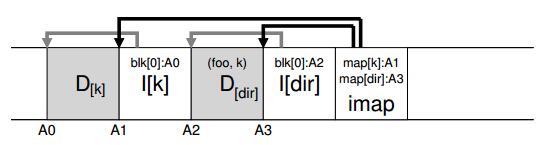 D[k]
blk[0]:A0
I[k]
(foo, k)
D[dir]
blk[0]:A2
I[dir]
map[k]:A1
map[dir]:A3
imap
A0 A1 A2 A3